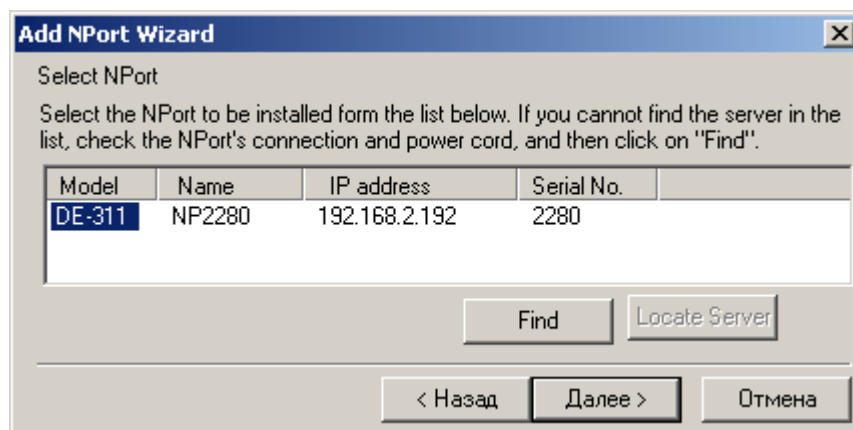 Add NPort Wizard
Select NPort
Select the NPort to be installed form the list below. If you cannot find the server in the
list, check the NPort's connection and power cord, and then click on "Find".
Model Name IP address Serial No.
DE-311 NP2280 192.168.2.192 2280
Find Locate Server
< Назад Далее > Отмена